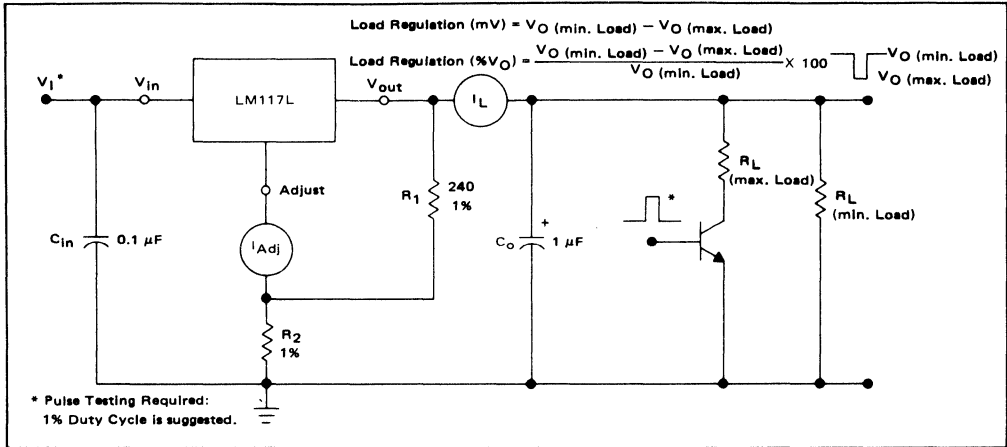 Load Regulation (mV) = VO (min. Load) − VO (max. Load)
Load Regulation (%VO) = VO (min. Load) − VO (max. Load) / VO (min. Load) X 100
VO (min. Load)
VO (max. Load)
VI*
Vin
LM117L
Vout
IL
Adjust
R1
240
1%
RL
(max. Load)
RL
(min. Load)
*
Cin
0.1 μF
IAdj
Co
+
1 μF
R2
1%
* Pulse Testing Required:
1% Duty Cycle is suggested.